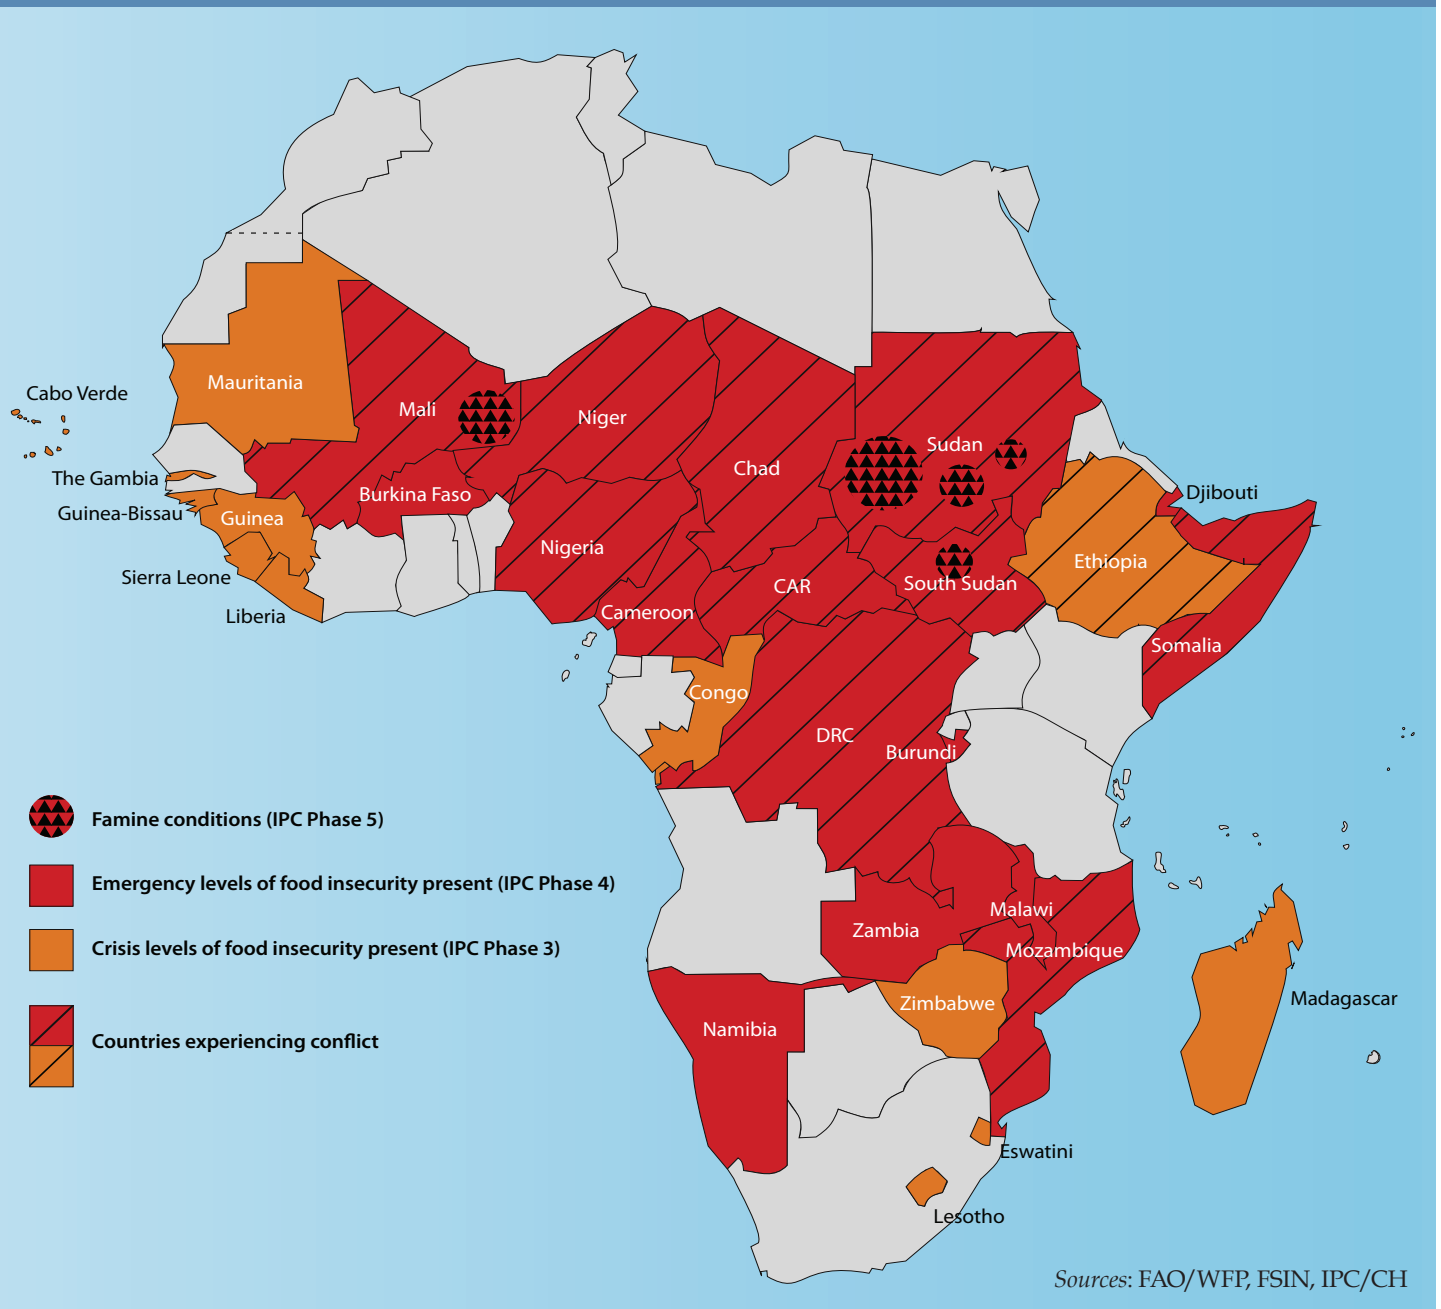 Mauritania
Cabo Verde
Mali
Niger
Sudan
Chad
The Gambia
Burkina Faso
Djibouti
Guinea-Bissau
Guinea
Nigeria
Ethiopia
Sierra Leone
CAR
South Sudan
Liberia
Cameroon
Somalia
Congo
DRC
Burundi
Famine conditions (IPC Phase 5)
Emergency levels of food insecurity present (IPC Phase 4)
Malawi
Zambia
Crisis levels of food insecurity present (IPC Phase 3)
Mozambique
Zimbabwe
Madagascar
Namibia
Countries experiencing conflict
Eswatini
Lesotho
Sources: FAO/WFP, FSIN, IPC/CH